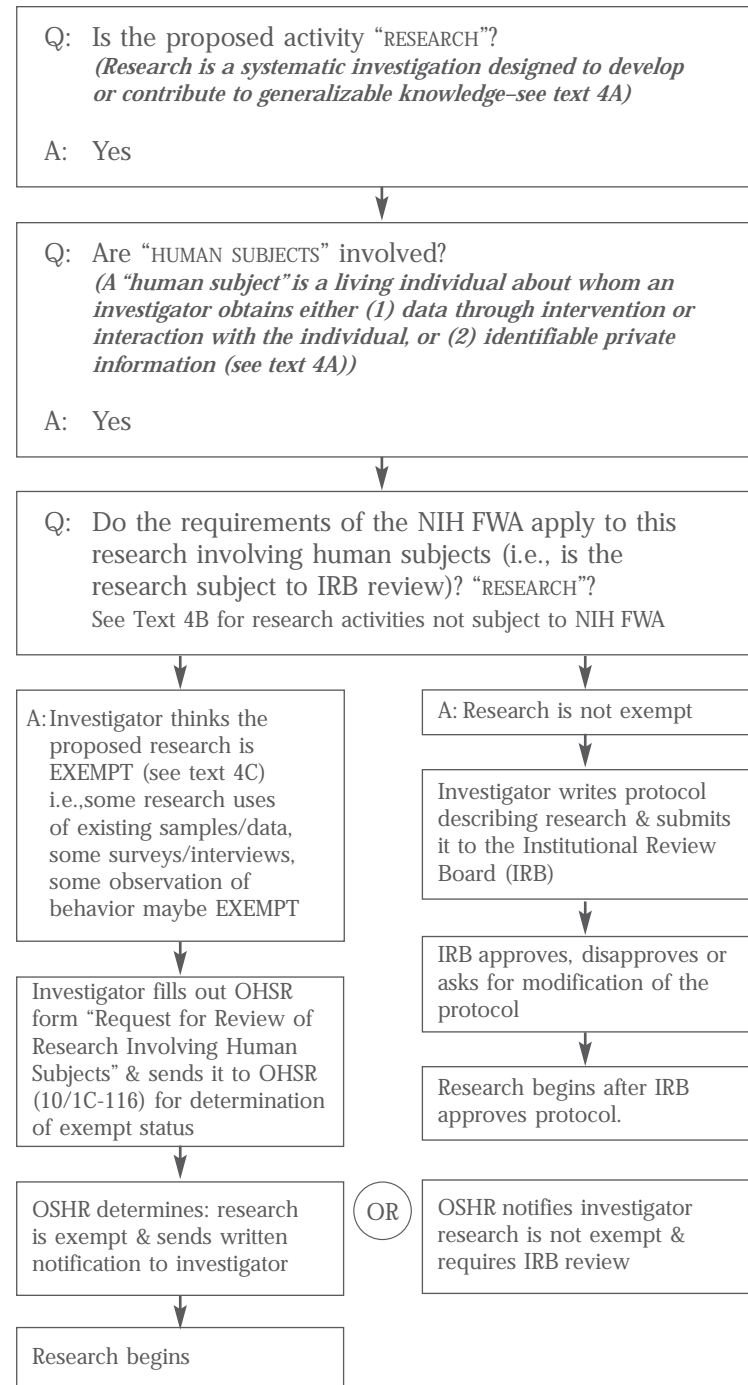 Q: Is the proposed activity “RESEARCH”?
(Research is a systematic investigation designed to develop
or contribute to generalizable knowledge–see text 4A)
A: Yes
Q: Are “HUMAN SUBJECTS” involved?
(A “human subject” is a living individual about whom an
investigator obtains either (1) data through intervention or
interaction with the individual, or (2) identifiable private
information (see text 4A))
A: Yes
Q: Do the requirements of the NIH FWA apply to this
research involving human subjects (i.e., is the
research subject to IRB review)? “RESEARCH”?
See Text 4B for research activities not subject to NIH FWA
A: Investigator thinks the
proposed research is
EXEMPT (see text 4C)
i.e.,some research uses
of existing samples/data,
some surveys/interviews,
some observation of
behavior maybe EXEMPT
Investigator fills out OHSR
form “Request for Review of
Research Involving Human
Subjects” & sends it to OHSR
(10/1C-116) for determination
of exempt status
OSHR determines: research
is exempt & sends written
notification to investigator
Research begins
OR
A: Research is not exempt
Investigator writes protocol
describing research & submits
it to the Institutional Review
Board (IRB)
IRB approves, disapproves or
asks for modification of the
protocol
Research begins after IRB
approves protocol.
OSHR notifies investigator
research is not exempt &
requires IRB review